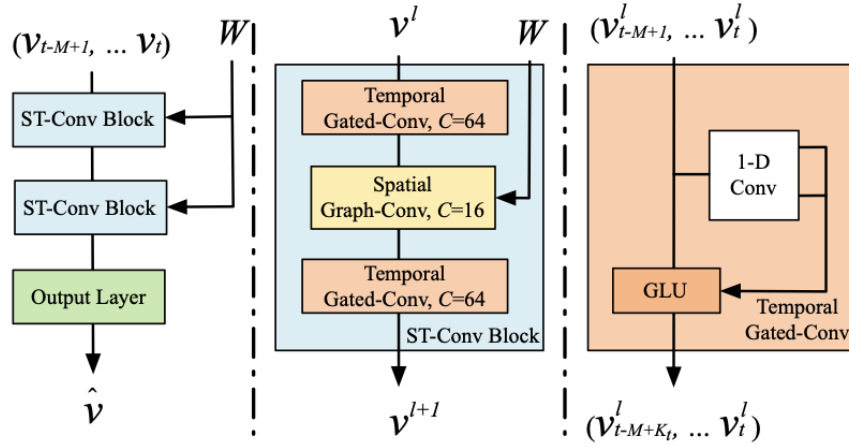 (v_{t-M+1}, ... v_t)
W
ST-Conv Block
ST-Conv Block
Output Layer
v̂
v^l
W
Temporal
Gated-Conv, C=64
Spatial
Graph-Conv, C=16
Temporal
Gated-Conv, C=64
ST-Conv Block
v^{l+1}
(v^l_{t-M+1}, ... v^l_t)
1-D
Conv
GLU
Temporal
Gated-Conv
(v^l_{t-M+K_t}, ... v^l_t)